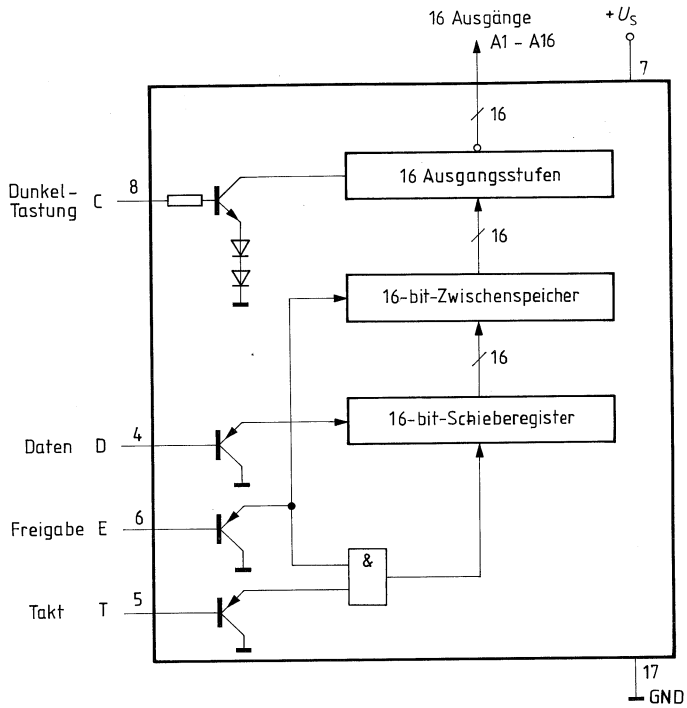 16 Ausgänge
A1 – A16
+U_S
7
16
16 Ausgangsstufen
8
Dunkel-
Tastung C
16
16-bit-Zwischenspeicher
16
16-bit-Schieberegister
4
Daten D
6
Freigabe E
&
5
Takt T
17
GND